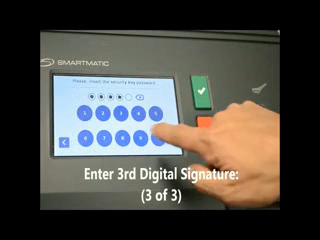 SMARTMATIC
Please, insert the security key password
1 2 3 4 5
6 7 8 9
Enter 3rd Digital Signature:
(3 of 3)